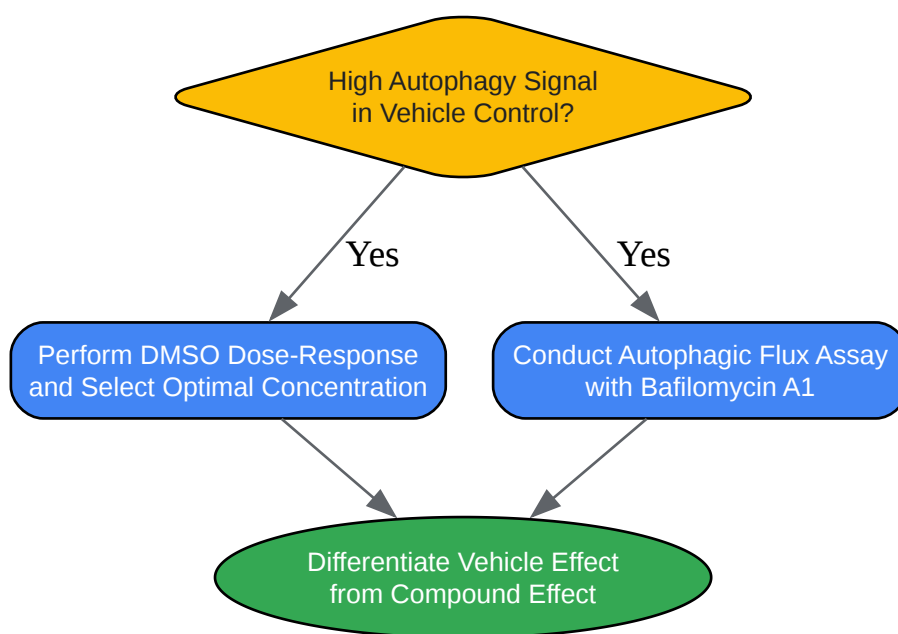 High Autophagy Signal
in Vehicle Control?
Yes
Yes
Perform DMSO Dose-Response
and Select Optimal Concentration
Conduct Autophagic Flux Assay
with Bafilomycin A1
Differentiate Vehicle Effect
from Compound Effect